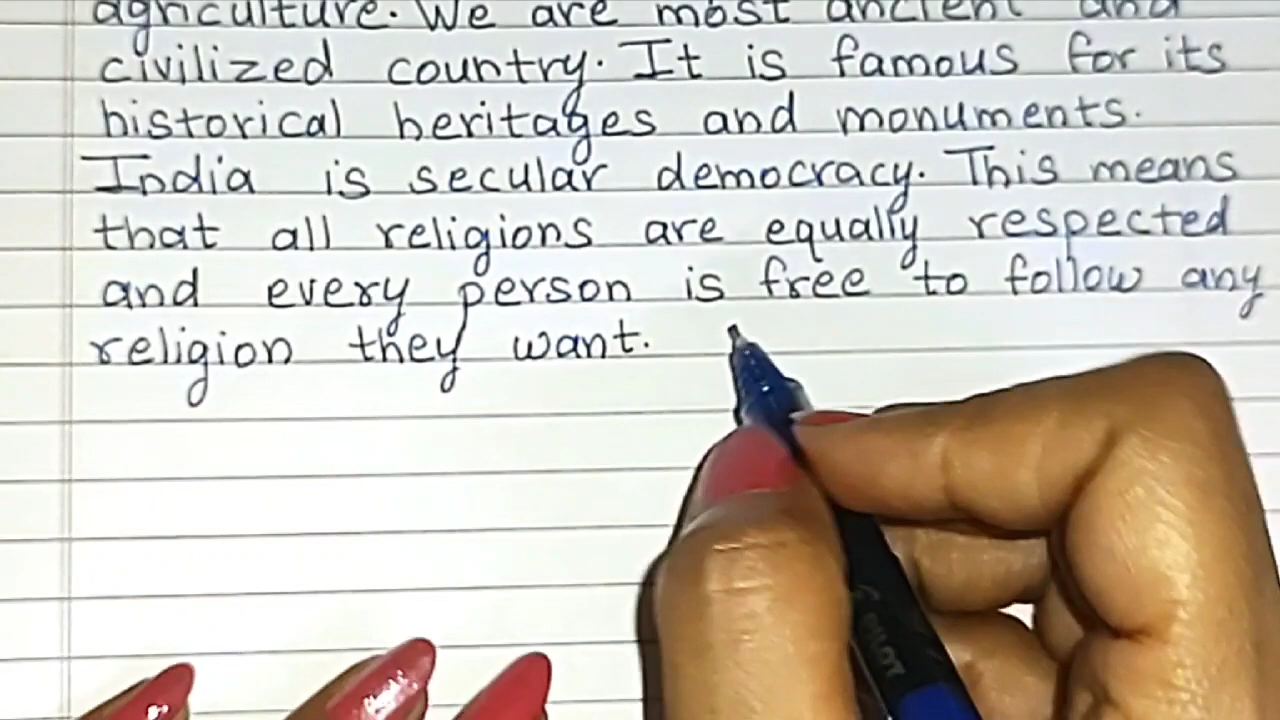 agriculture. We are most ancient and
civilized country. It is famous for its
historical heritages and monuments.
India is secular democracy. This means
that all religions are equally respected
and every person is free to follow any
religion they want.
PILOT